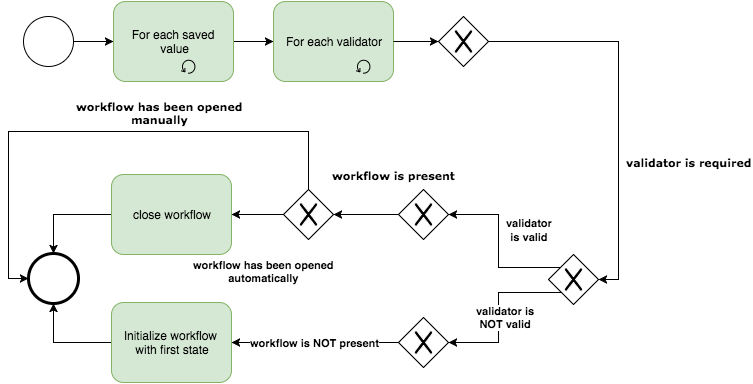 For each saved
value
For each validator
workflow has been opened
manually
validator is required
workflow is present
close workflow
validator
is valid
workflow has been opened
automatically
validator is
NOT valid
Initialize workflow
with first state
workflow is NOT present